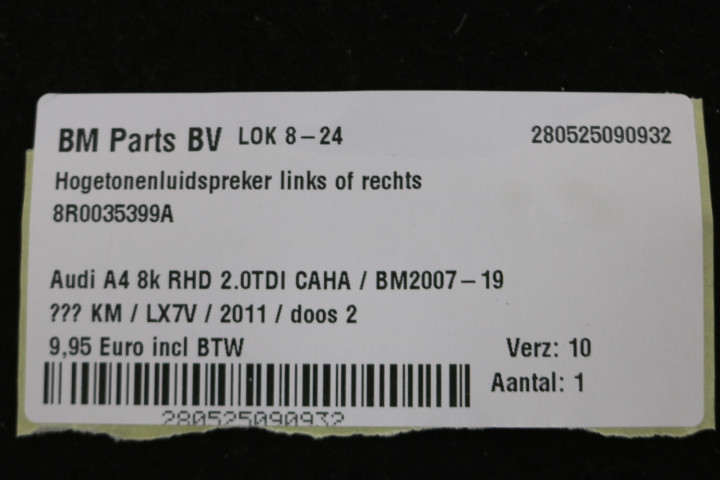 BM Parts BV LOK 8-24 280525090932
Hogetonenluidspreker links of rechts
8R0035399A
Audi A4 8k RHD 2.0TDI CAHA / BM2007-19
??? KM / LX7V / 2011 / doos 2
9,95 Euro incl BTW Verz: 10
Aantal: 1
280525090932